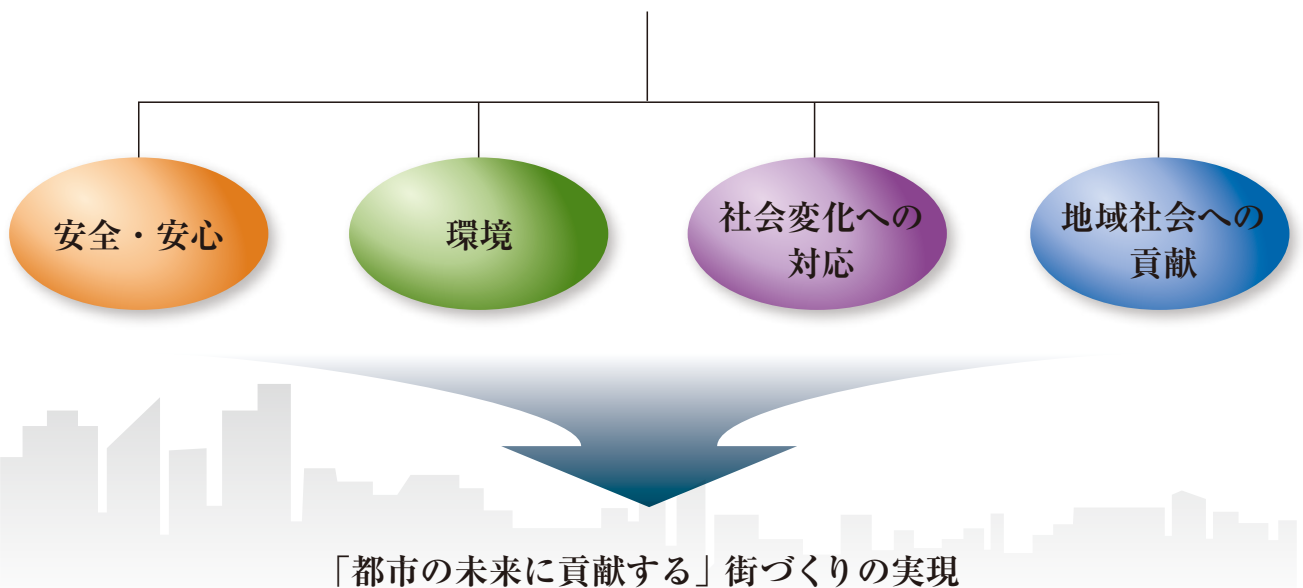 安全・安心
環境
社会変化への
対応
地域社会への
貢献
「都市の未来に貢献する」街づくりの実現